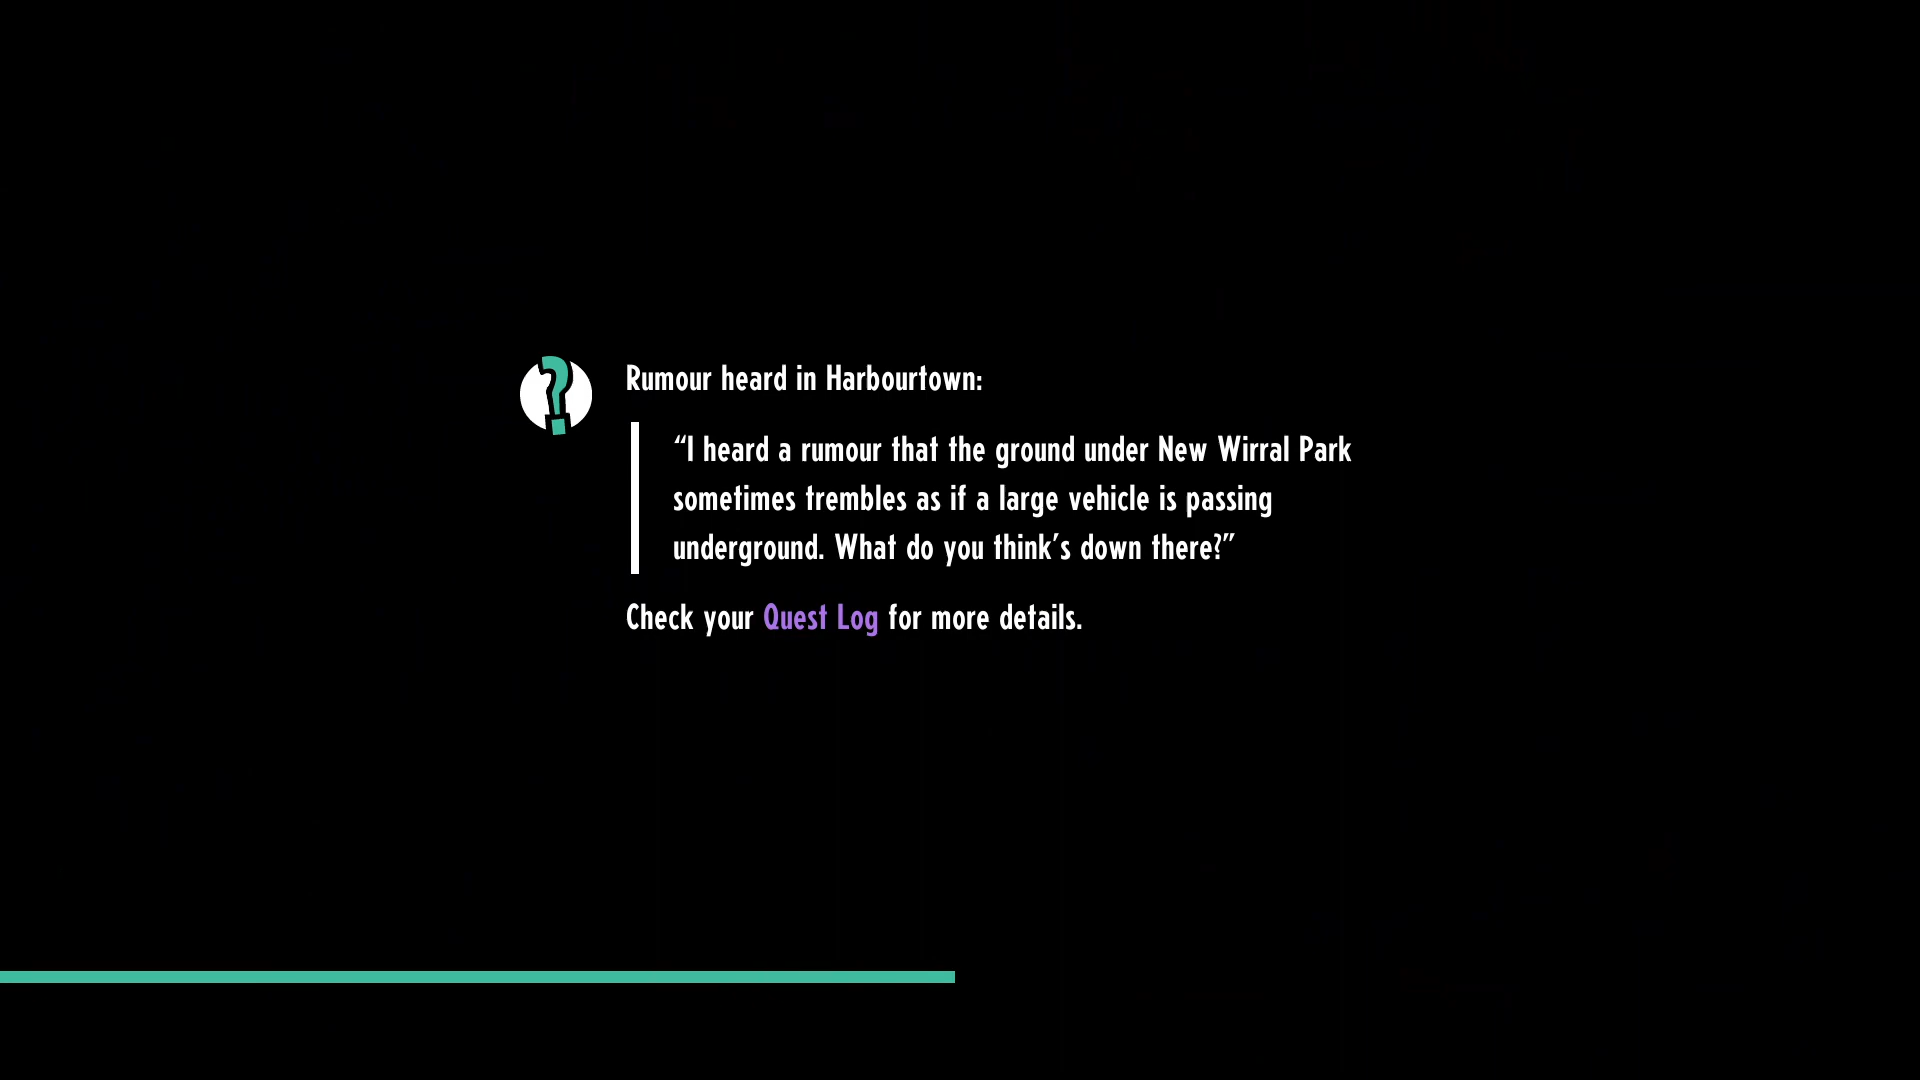 Rumour heard in Harbourtown:
“I heard a rumour that the ground under New Wirral Park
sometimes trembles as if a large vehicle is passing
underground. What do you think’s down there?”
Check your Quest Log for more details.